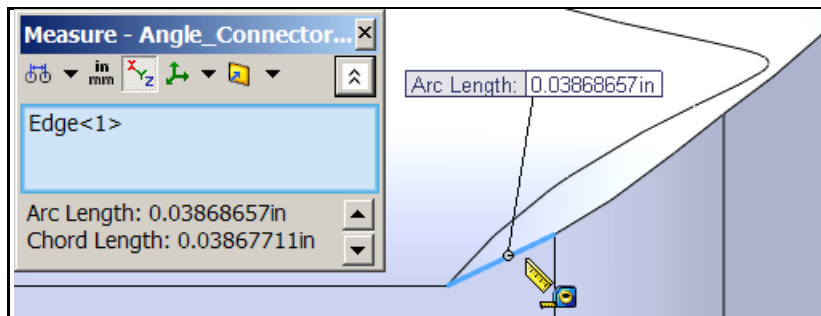 Measure - Angle_Connector...
in
mm
X Y Z
Edge<1>
Arc Length: 0.03868657in
Chord Length: 0.03867711in
Arc Length: 0.03868657in